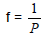 f = 1/P